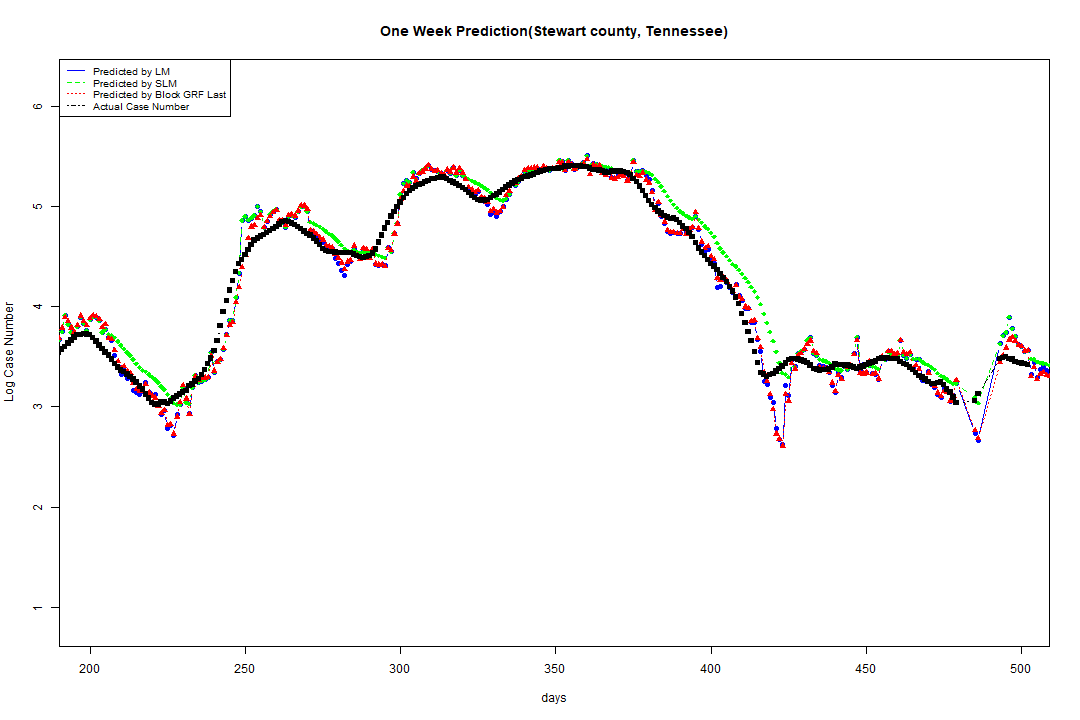 One Week Prediction(Stewart county, Tennessee)
Predicted by LM
Predicted by SLM
Predicted by Block GRF Last
Actual Case Number
Log Case Number
6
5
4
3
2
1
200 250 300 350 400 450 500
days